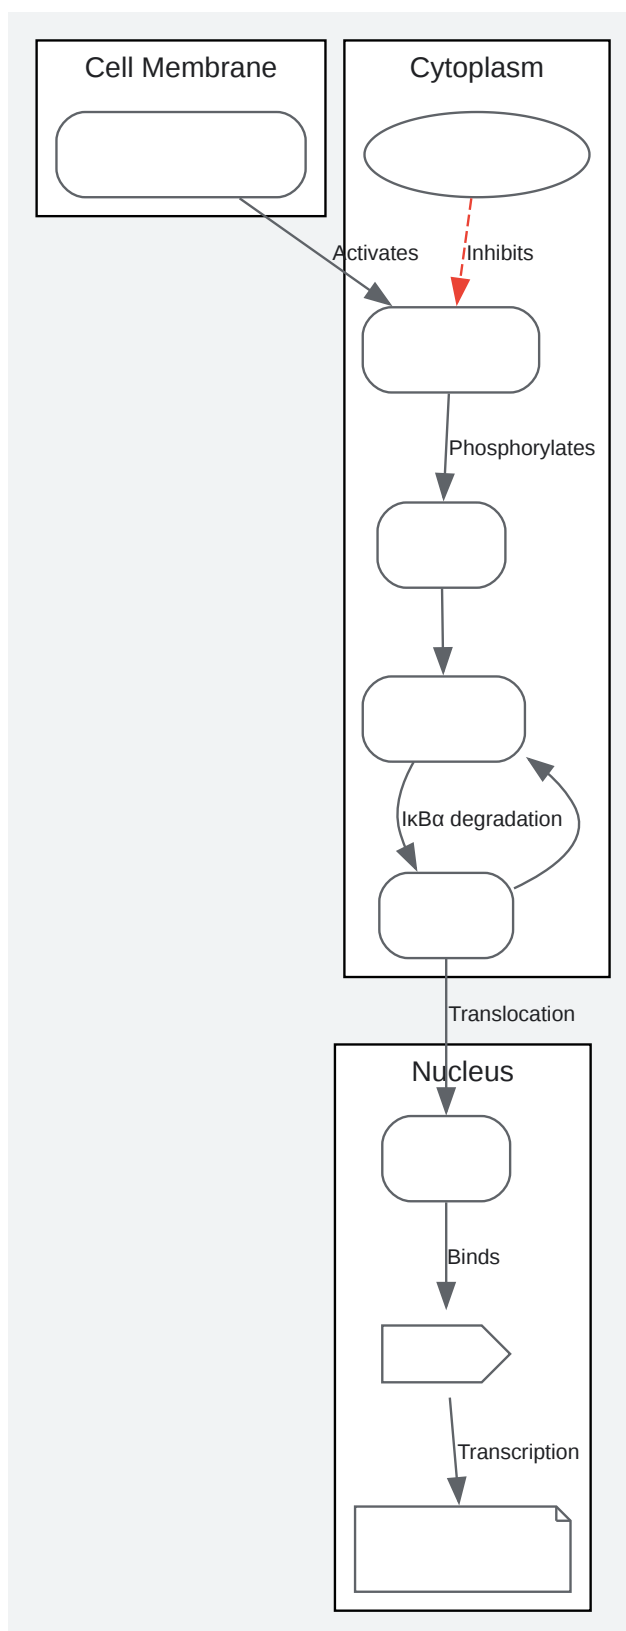 Cell Membrane
Cytoplasm
Activates
Inhibits
Phosphorylates
IκBα degradation
Translocation
Nucleus
Binds
Transcription